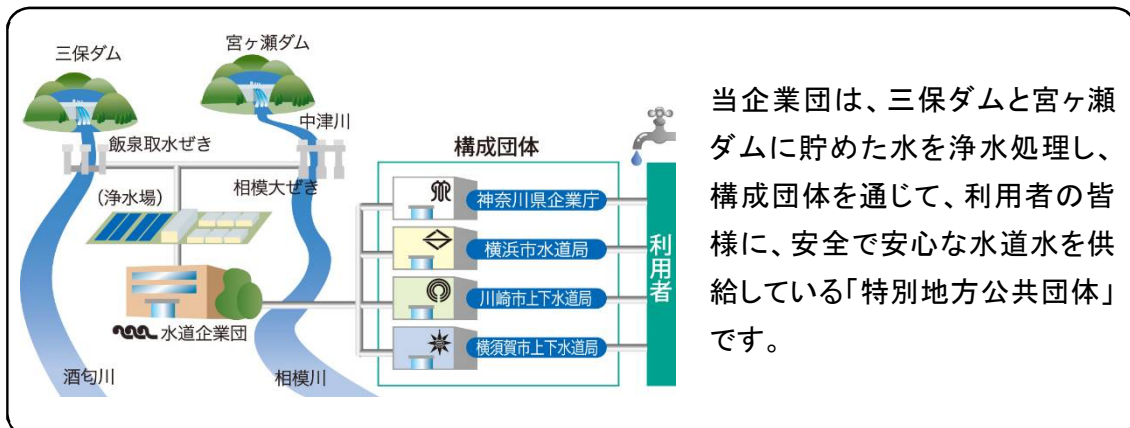 三保ダム
宮ヶ瀬ダム
中津川
飯泉取水ぜき
相模大ぜき
(浄水場)
水道企業団
酒匂川
相模川
構成団体
神奈川県企業庁
横浜市水道局
川崎市上下水道局
横須賀市上下水道局
利用者
当企業団は、三保ダムと宮ヶ瀬
ダムに貯めた水を浄水処理し、
構成団体を通じて、利用者の皆
様に、安全で安心な水道水を供
給している「特別地方公共団体」
です。